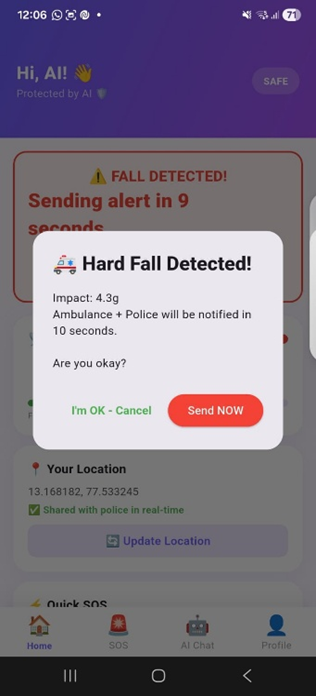 12:06
71
Hi, AI! 👋
SAFE
Protected by AI 🛡️
⚠️ FALL DETECTED!
Sending alert in 9
seconds
🚑 Hard Fall Detected!
Impact: 4.3g
Ambulance + Police will be notified in
10 seconds.
Are you okay?
I'm OK - Cancel
Send NOW
📍 Your Location
13.168182, 77.533245
✅ Shared with police in real-time
🔄 Update Location
⚡ Quick SOS
Home
SOS
AI Chat
Profile